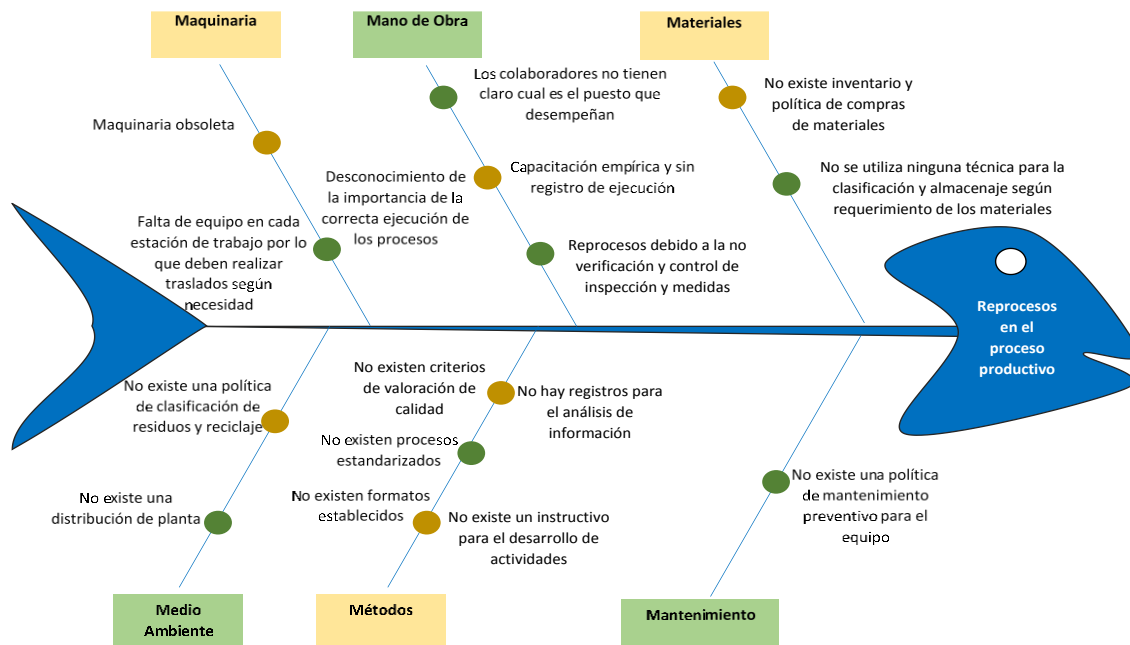 Maquinaria
Mano de Obra
Materiales
Los colaboradores no tienen
claro cual es el puesto que
desempeñan
No existe inventario y
política de compras
de materiales
Maquinaria obsoleta
Desconocimiento de
la importancia de la
correcta ejecución de
los procesos
Capacitación empírica y sin
registro de ejecución
No se utiliza ninguna técnica para la
clasificación y almacenaje según
requerimiento de los materiales
Falta de equipo en cada
estación de trabajo por lo
que deben realizar
traslados según
necesidad
Reprocesos debido a la no
verificación y control de
inspección y medidas
Reprocesos
en el
proceso
productivo
No existe una política
de clasificación de
residuos y reciclaje
No existen criterios
de valoración de
calidad
No hay registros para
el análisis de
información
No existen procesos
estandarizados
No existe una
distribución de planta
No existen formatos
establecidos
No existe un instructivo
para el desarrollo de
actividades
No existe una política
de mantenimiento
preventivo para el
equipo
Medio
Ambiente
Métodos
Mantenimiento